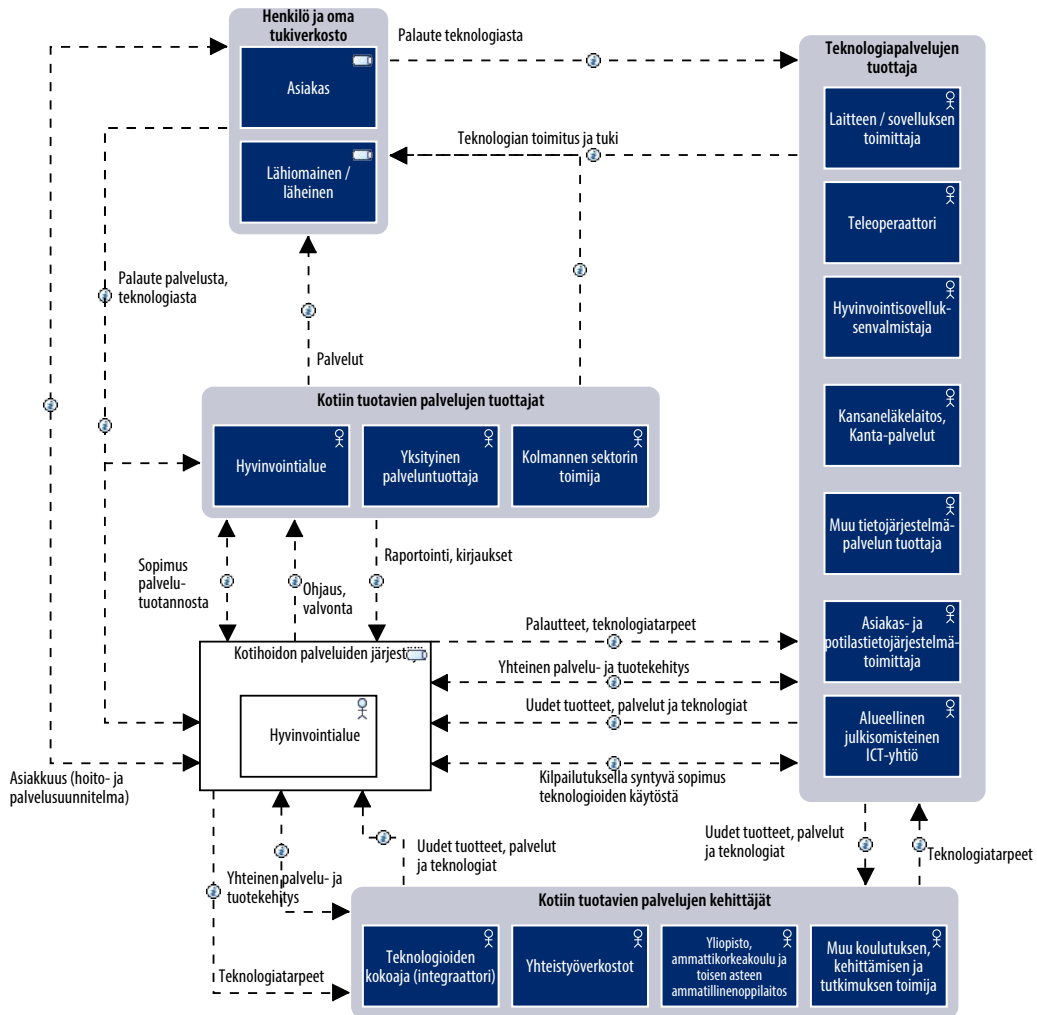 Henkilö ja oma
tukiverkosto
Asiakas
Lähiomainen /
läheinen
Palaute teknologiasta
Teknologian toimitus ja tuki
Teknologiapalvelujen
tuottaja
Laitteen / sovelluksen
toimittaja
Teleoperaattori
Hyvinvointisovelluk-
senvalmistaja
Kansaneläkelaitos,
Kanta-palvelut
Muu tietojärjestelmä-
palvelun tuottaja
Asiakas- ja
potilastietojärjestelmä-
toimittaja
Alueellinen
julkisomisteinen
ICT-yhtiö
Palaute palvelusta,
teknologiasta
Palvelut
Kotiin tuotavien palvelujen tuottajat
Hyvinvointialue
Yksityinen
palveluntuottaja
Kolmannen sektorin
toimija
Sopimus
palvelu-
tuotannosta
Ohjaus,
valvonta
Raportointi, kirjaukset
Kotihoidon palveluiden järjestäjä
Hyvinvointialue
Palautteet, teknologiatarpeet
Yhteinen palvelu- ja tuotekehitys
Uudet tuotteet, palvelut ja teknologiat
Kilpailutuksella syntyvä sopimus
teknologioiden käytöstä
Asiakkuus (hoito- ja
palvelusuunnitelma)
Uudet tuotteet, palvelut
ja teknologiat
Uudet tuotteet, palvelut
ja teknologiat
Teknologiatarpeet
Yhteinen palvelu- ja
tuotekehitys
Teknologiatarpeet
Kotiin tuotavien palvelujen kehittäjät
Teknologioiden
kokoaja (integraattori)
Yhteistyöverkostot
Yliopisto,
ammattikorkeakoulu ja
toisen asteen
ammatillinenoppilaitos
Muu koulutuksen,
kehittämisen ja
tutkimuksen toimija